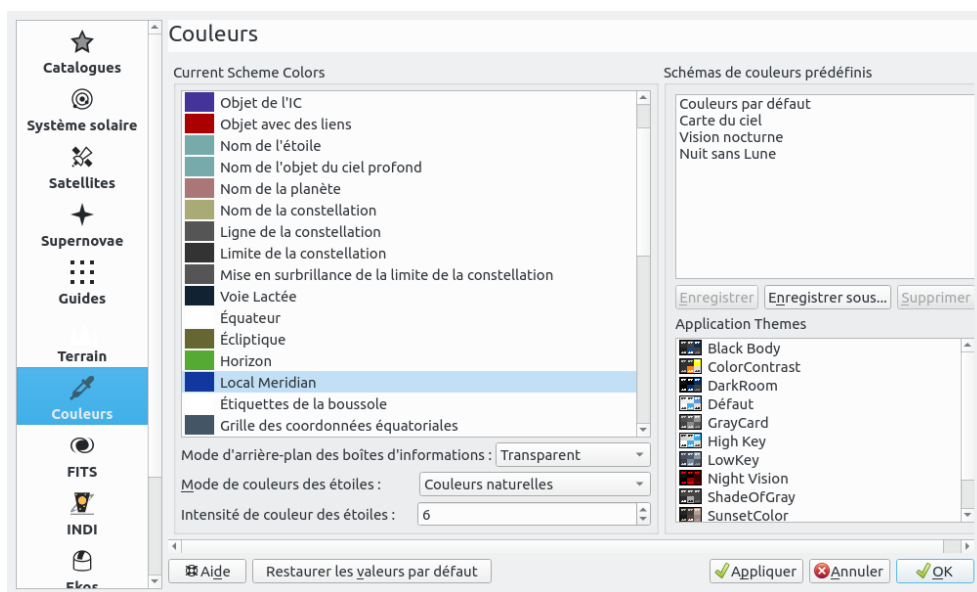 Catalogues
Système solaire
Satellites
Supernovae
Guides
Terrain
Couleurs
FITS
INDI
Ekos
Couleurs
Current Scheme Colors
Objet de l'IC
Objet avec des liens
Nom de l'étoile
Nom de l'objet du ciel profond
Nom de la planète
Nom de la constellation
Ligne de la constellation
Limite de la constellation
Mise en surbrillance de la limite de la constellation
Voie Lactée
Équateur
Écliptique
Horizon
Local Meridian
Étiquettes de la boussole
Grille des coordonnées équatoriales
Mode d'arrière-plan des boîtes d'informations : Transparent
Mode de couleurs des étoiles : Couleurs naturelles
Intensité de couleur des étoiles : 6
Schémas de couleurs prédéfinis
Couleurs par défaut
Carte du ciel
Vision nocturne
Nuit sans Lune
Enregistrer Enregistrer sous... Supprimer
Application Themes
Black Body
ColorContrast
DarkRoom
Défaut
GrayCard
High Key
LowKey
Night Vision
ShadeOfGray
SunsetColor
Aide Restaurer les valeurs par défaut Appliquer Annuler OK